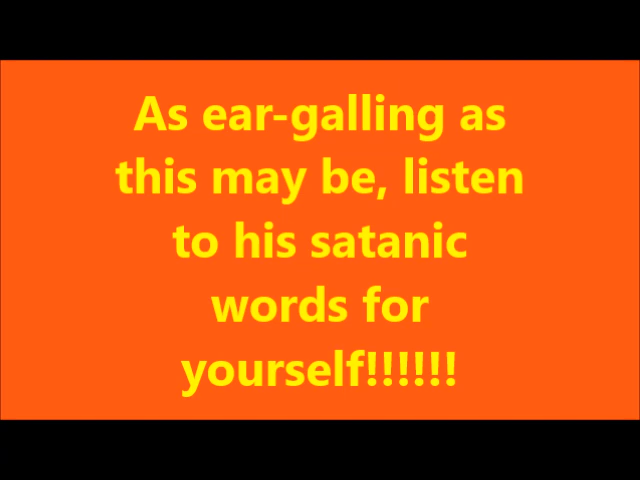 As ear-galling as
this may be, listen
to his satanic
words for
yourself!!!!!!